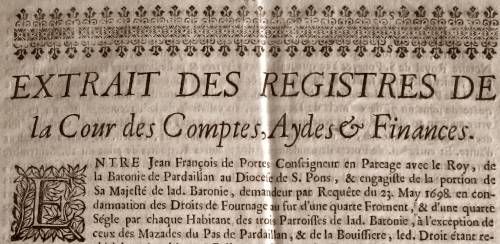 EXTRAIT DES REGISTRES DE
la Cour des Comptes, Aydes & Finances.
ENTRE Jean François de Portes Conseigneur en Pareage avec le Roy, de
la Baronie de Pardaillan au Diocese de S. Pons, & engagiste de la portion de
Sa Majesté de lad. Baronie, demandeur par Requête du 23. May 1698. en con-
damnation des Droits de Fournage au fur d'une quarte Froment, & d'une quarte
Ségle par chaque Habitant des trois Parroisses de lad. Baronie, à l'exception de
ceux des Mazades du Pas de Pardaillan, & de la Bouissiere, led. Droit étant re-